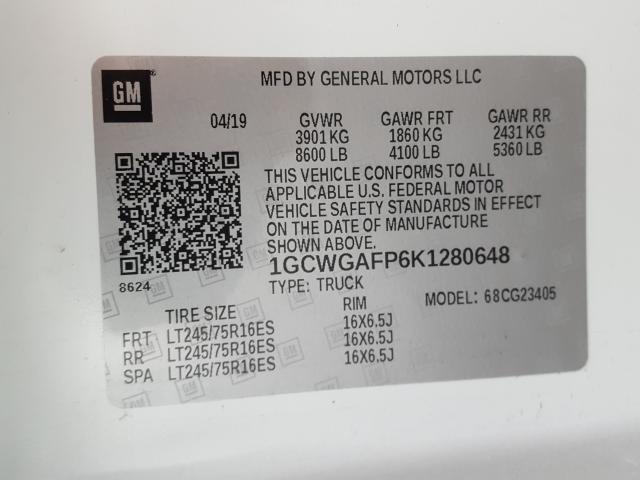 GM
MFD BY GENERAL MOTORS LLC
04/19 GVWR GAWR FRT GAWR RR
3901 KG 1860 KG 2431 KG
8600 LB 4100 LB 5360 LB
THIS VEHICLE CONFORMS TO ALL
APPLICABLE U.S. FEDERAL MOTOR
VEHICLE SAFETY STANDARDS IN EFFECT
ON THE DATE OF MANUFACTURE
SHOWN ABOVE.
1GCWGAFP6K1280648
8624 TYPE: TRUCK MODEL: 68CG23405
TIRE SIZE RIM
FRT LT245/75R16ES 16X6.5J
RR LT245/75R16ES 16X6.5J
SPA LT245/75R16ES 16X6.5J